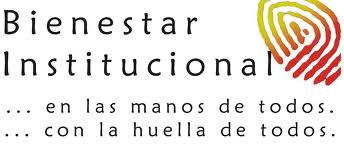 Bienestar
Institucional
... en las manos de todos.
... con la huella de todos.